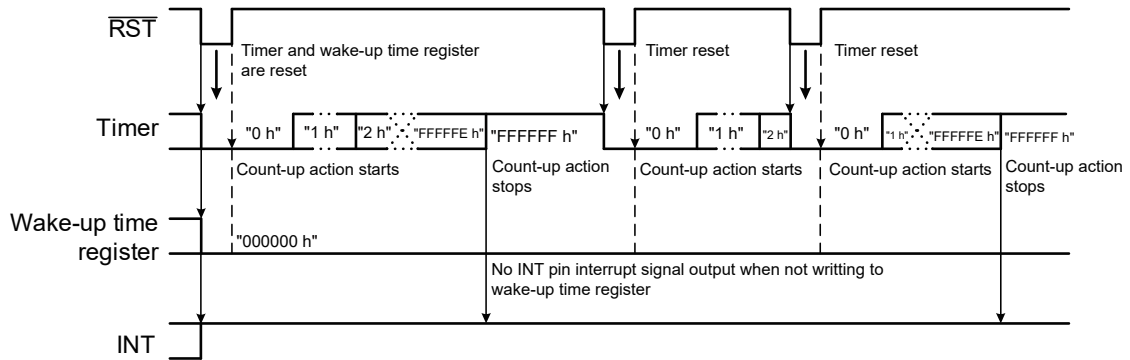 RST
Timer and wake-up time register
are reset
Timer reset
Timer reset
Timer
"0 h"
"1 h"
"2 h"
"FFFFFE h"
"FFFFFF h"
"0 h"
"1 h"
"2 h"
"0 h"
"1 h"
"FFFFFE h"
"FFFFFF h"
Count-up action starts
Count-up action
stops
Count-up action starts
Count-up action starts
Count-up action
stops
Wake-up time
register
"000000 h"
No INT pin interrupt signal output when not writting to
wake-up time register
INT